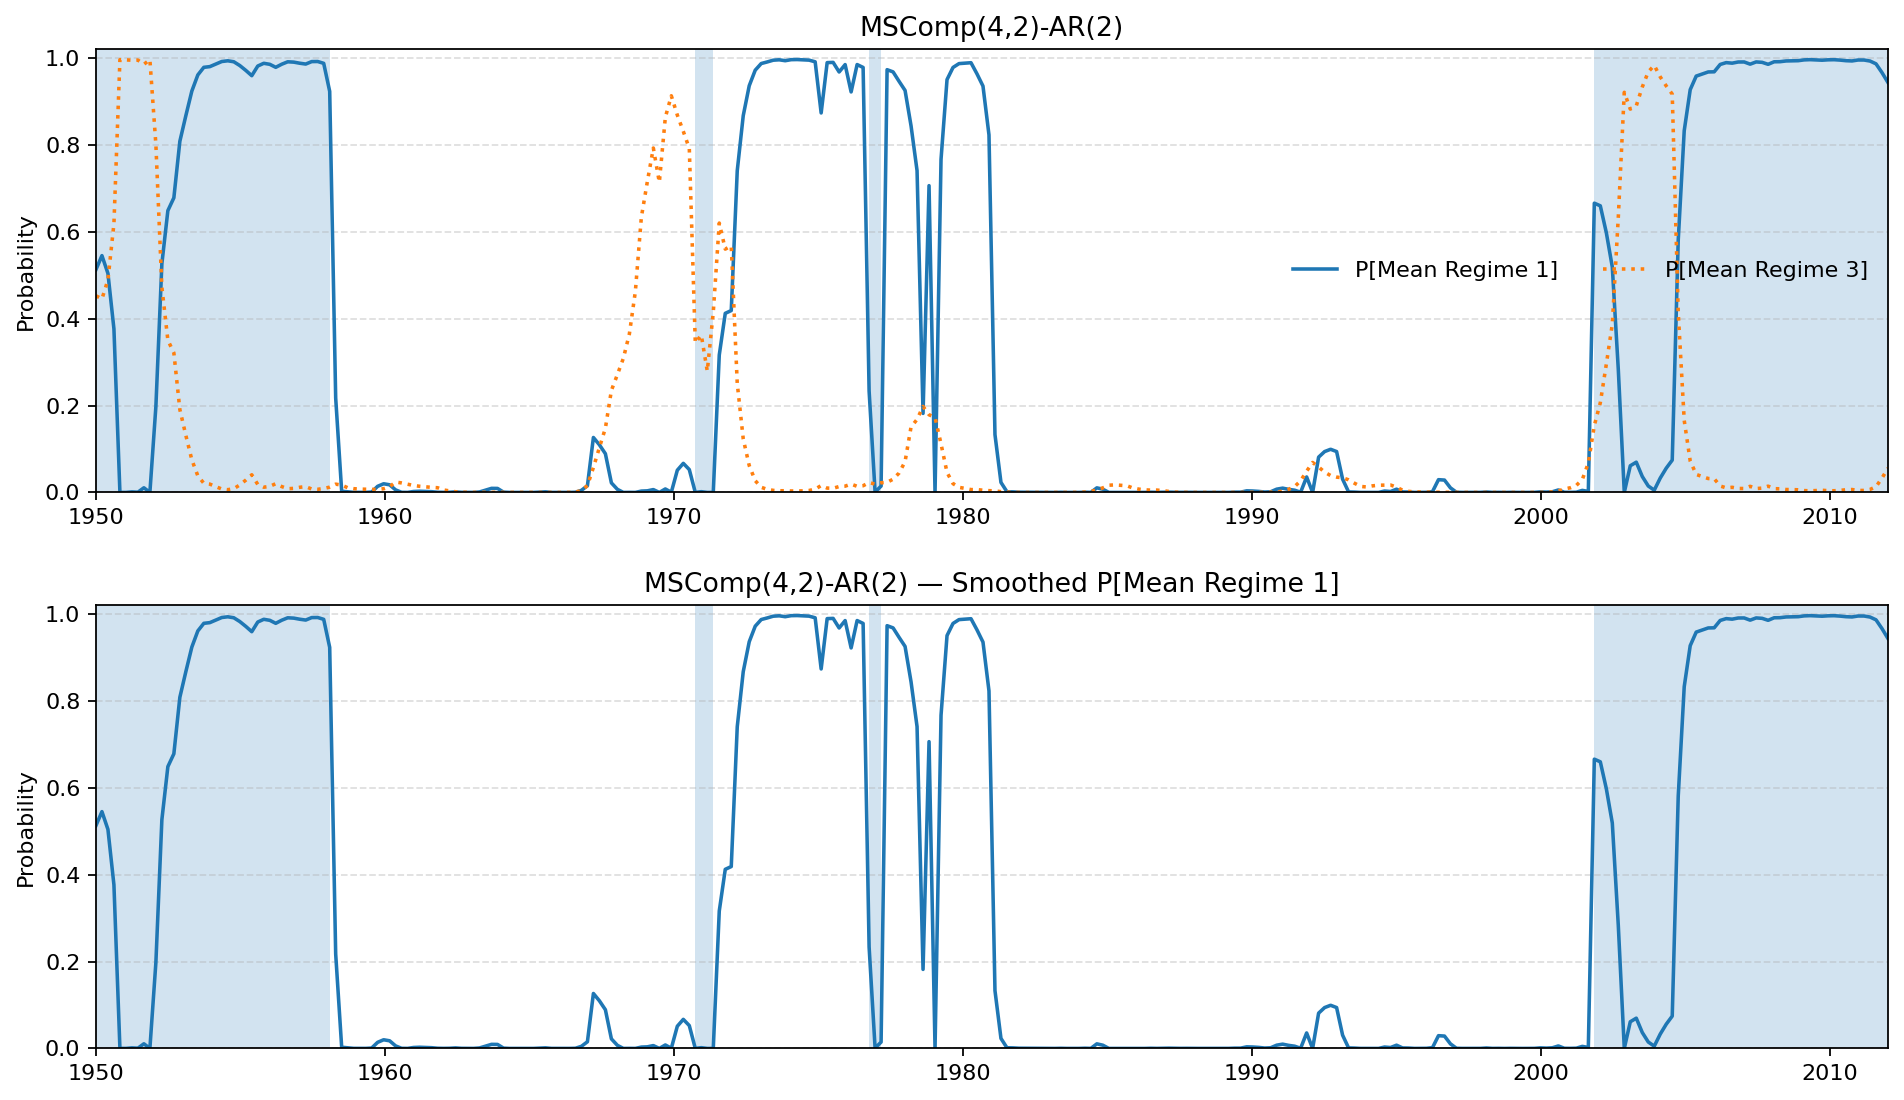 MSComp(4,2)-AR(2)
Probability
1.0
0.8
0.6
0.4
0.2
0.0
P[Mean Regime 1] P[Mean Regime 3]
1950 1960 1970 1980 1990 2000 2010
MSComp(4,2)-AR(2) — Smoothed P[Mean Regime 1]
Probability
1.0
0.8
0.6
0.4
0.2
0.0
1950 1960 1970 1980 1990 2000 2010